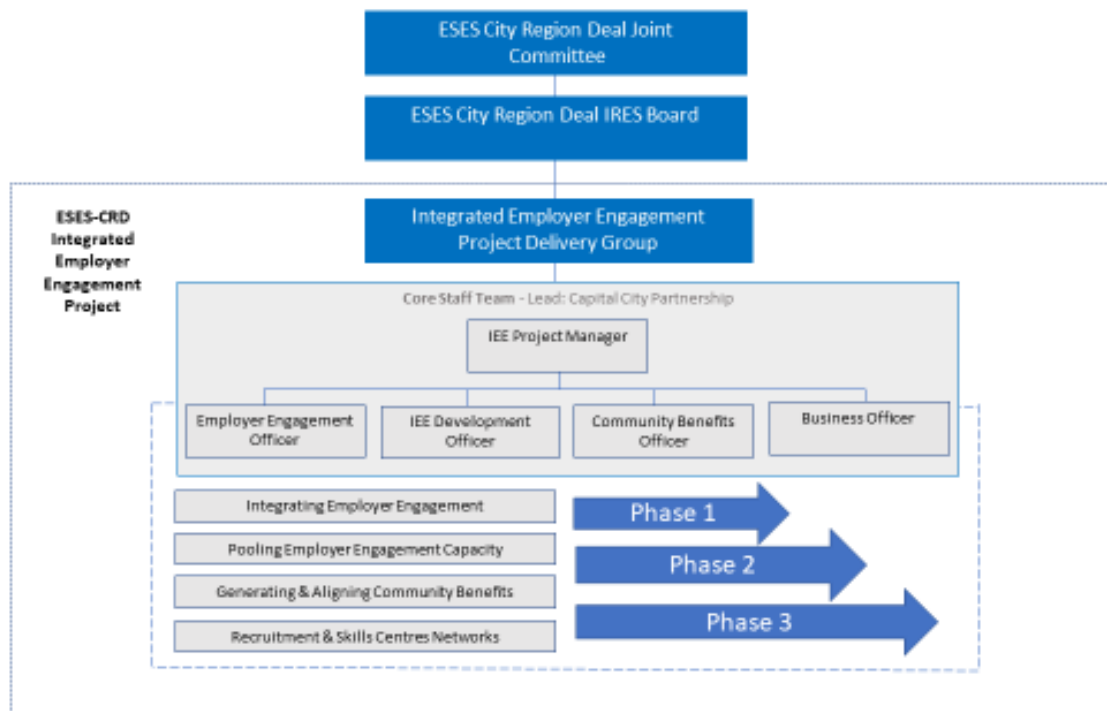 ESES City Region Deal Joint
Committee
ESES City Region Deal IRES Board
ESES-CRD
Integrated
Employer
Engagement
Project
Integrated Employer Engagement
Project Delivery Group
Core Staff Team - Lead: Capital City Partnership
IEE Project Manager
Employer Engagement
Officer
IEE Development
Officer
Community Benefits
Officer
Business Officer
Integrating Employer Engagement
Pooling Employer Engagement Capacity
Generating & Aligning Community Benefits
Recruitment & Skills Centres Networks
Phase 1
Phase 2
Phase 3